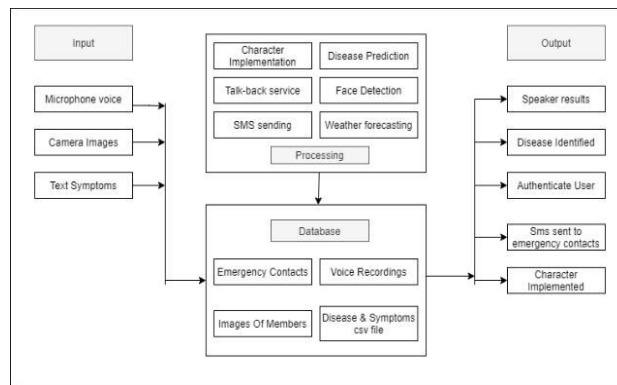 Input
Microphone voice
Camera Images
Text Symptoms
Character
Implementation
Disease Prediction
Talk-back service
Face Detection
SMS sending
Weather forecasting
Processing
Database
Emergency Contacts
Voice Recordings
Images Of Members
Disease & Symptoms
csv file
Output
Speaker results
Disease Identified
Authenticate User
Sms sent to
emergency contacts
Character
Implemented